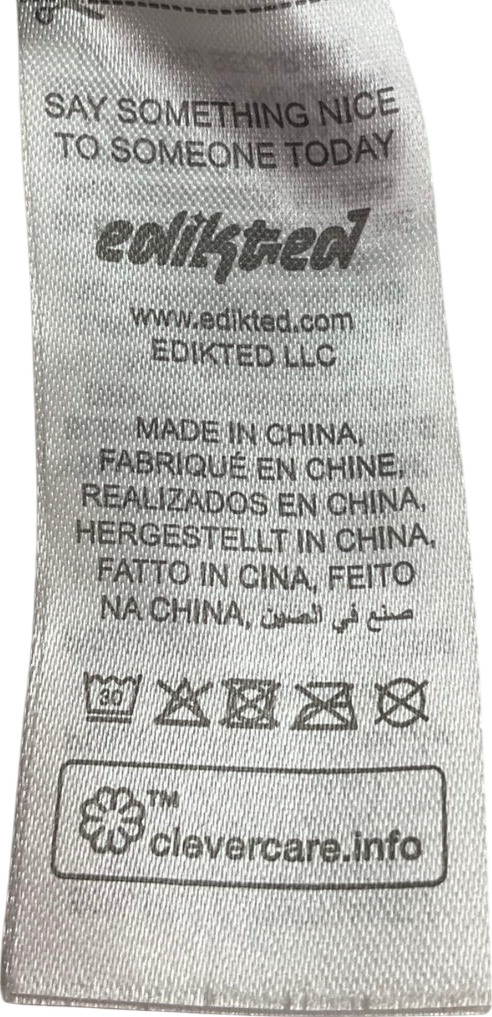 SAY SOMETHING NICE
TO SOMEONE TODAY
edikted
www.edikted.com
EDIKTED LLC
MADE IN CHINA,
FABRIQUÉ EN CHINE,
REALIZADOS EN CHINA,
HERGESTELLT IN CHINA,
FATTO IN CINA, FEITO
NA CHINA, صنع في الصين
30
TM
clevercare.info